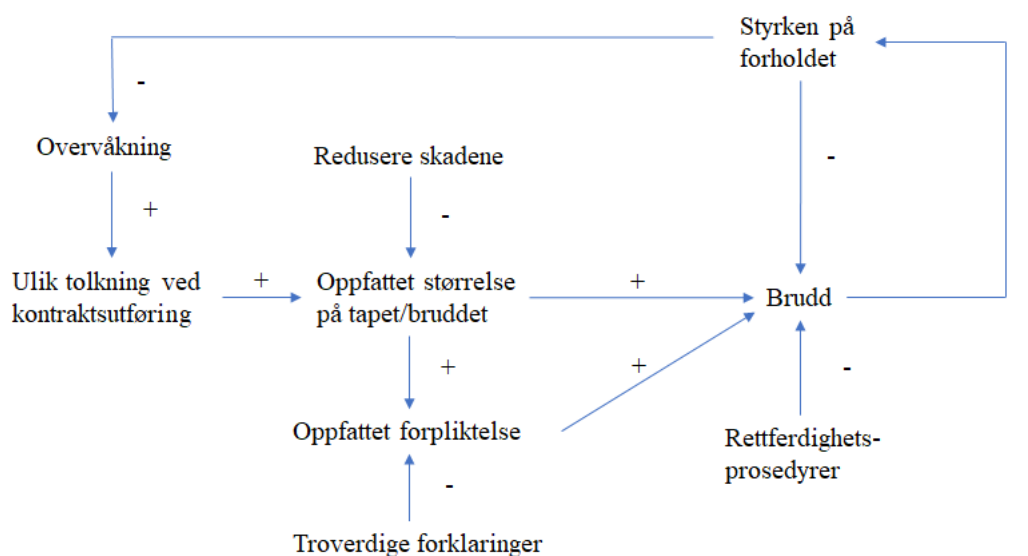 Styrken på
forholdet
-
-
Overvåkning
Redusere skadene
+
-
Ulik tolkning ved
kontraktsutføring
+
Oppfattet størrelse
på tapet/bruddet
+
Brudd
+
+
-
Oppfattet forpliktelse
Rettferdighets-
prosedyrer
-
Troverdige forklaringer